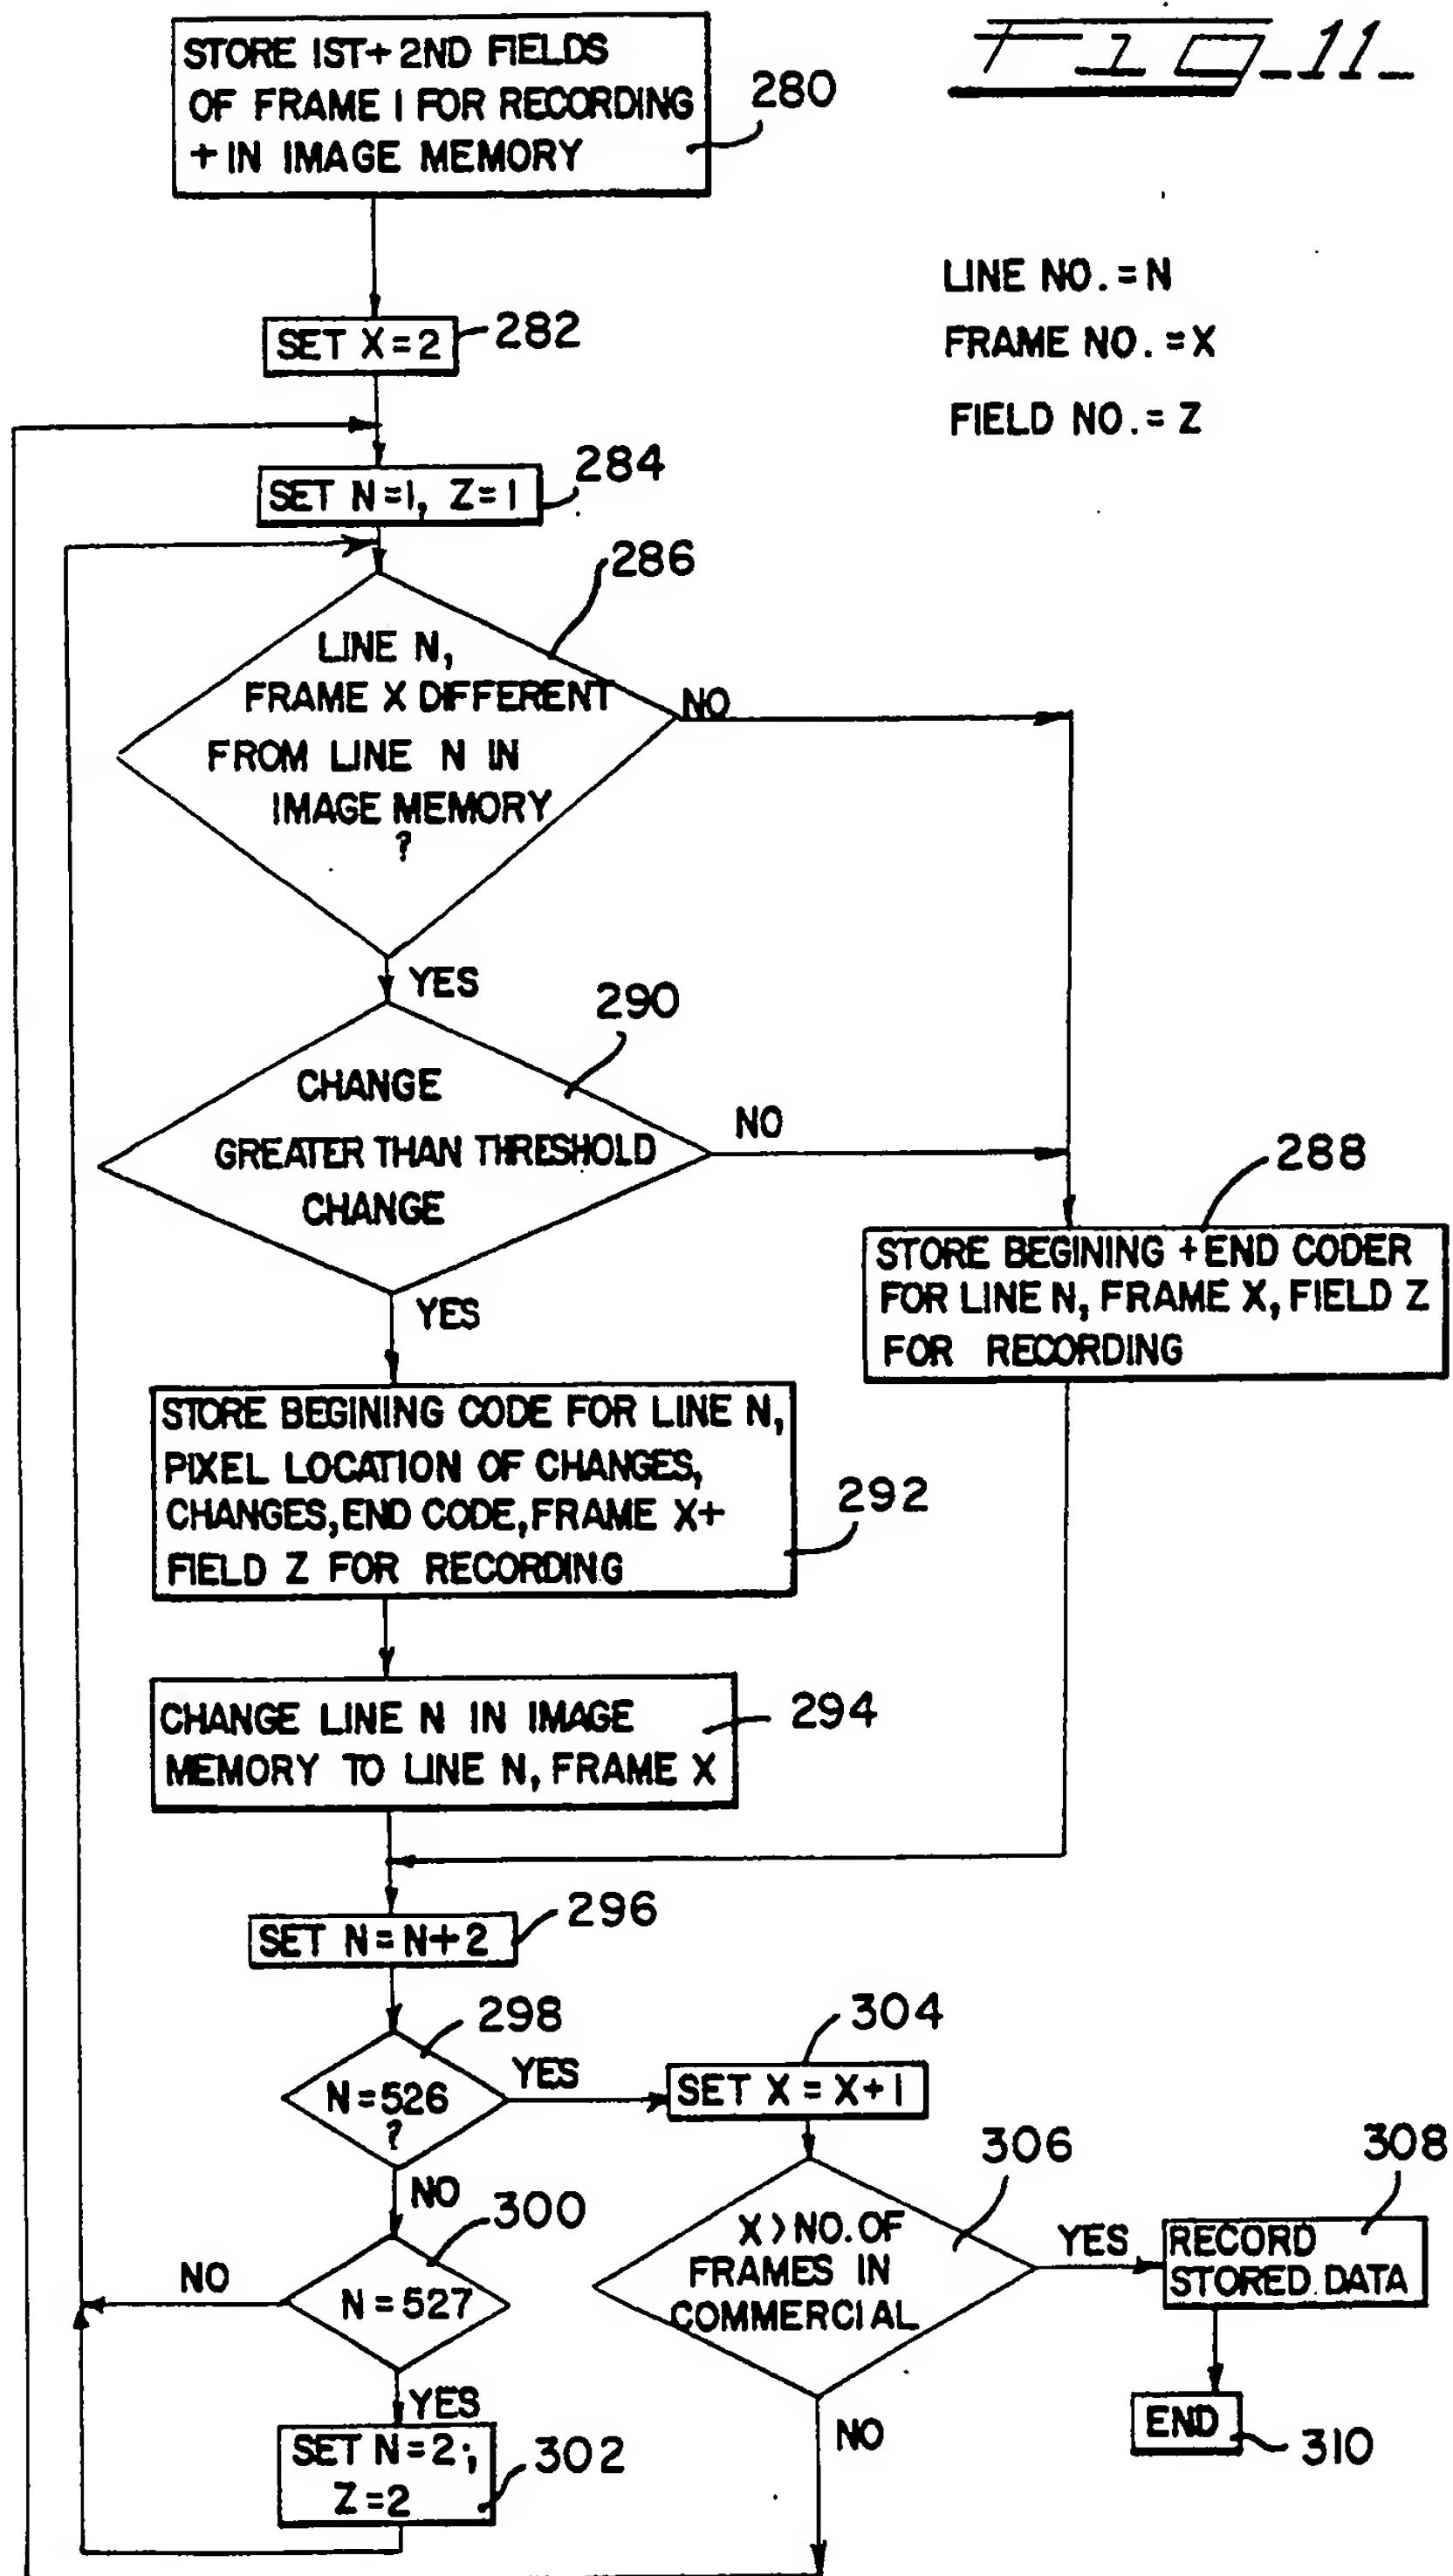 FIG_11_
STORE 1ST + 2ND FIELDS
OF FRAME 1 FOR RECORDING
+ IN IMAGE MEMORY
280
LINE NO. = N
FRAME NO. = X
FIELD NO. = Z
SET X = 2
282
SET N = 1, Z = 1
284
286
LINE N,
FRAME X DIFFERENT
FROM LINE N IN
IMAGE MEMORY
?
NO
YES
290
CHANGE
GREATER THAN THRESHOLD
CHANGE
NO
YES
288
STORE BEGINING + END CODER
FOR LINE N, FRAME X, FIELD Z
FOR RECORDING
STORE BEGINING CODE FOR LINE N,
PIXEL LOCATION OF CHANGES,
CHANGES, END CODE, FRAME X +
FIELD Z FOR RECORDING
292
CHANGE LINE N IN IMAGE
MEMORY TO LINE N, FRAME X
294
SET N = N + 2
296
298
N = 526
?
YES
NO
304
SET X = X + 1
306
X > NO. OF
FRAMES IN
COMMERCIAL
YES
NO
308
RECORD
STORED DATA
END
310
300
N = 527
NO
YES
SET N = 2;
Z = 2
302